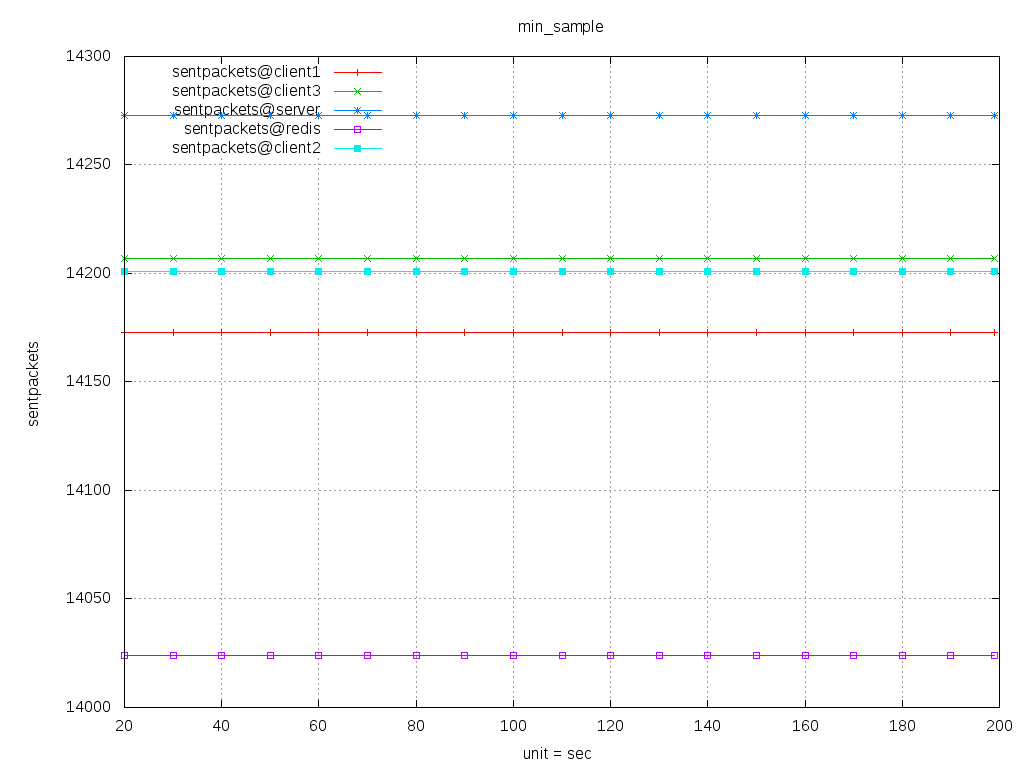 min_sample
14300
14250
14200
14150
14100
14050
14000
sentpackets@client1
sentpackets@client3
sentpackets@server
sentpackets@redis
sentpackets@client2
sentpackets
20 40 60 80 100 120 140 160 180 200
unit = sec